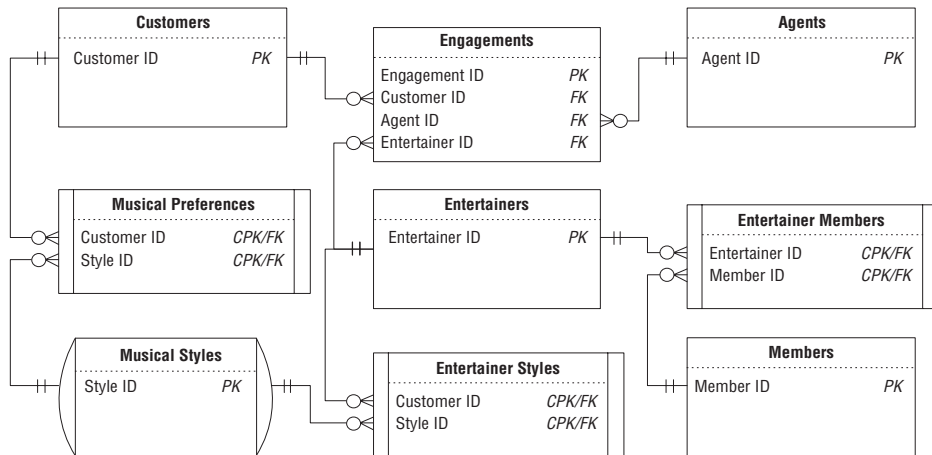 Customers
Customer ID PK
Engagements
Engagement ID PK
Customer ID FK
Agent ID FK
Entertainer ID FK
Agents
Agent ID PK
Musical Preferences
Customer ID CPK/FK
Style ID CPK/FK
Entertainers
Entertainer ID PK
Entertainer Members
Entertainer ID CPK/FK
Member ID CPK/FK
Musical Styles
Style ID PK
Entertainer Styles
Customer ID CPK/FK
Style ID CPK/FK
Members
Member ID PK